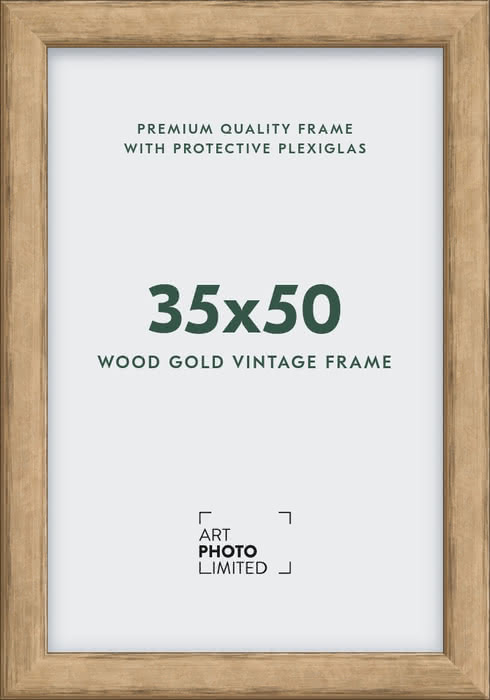 PREMIUM QUALITY FRAME
WITH PROTECTIVE PLEXIGLAS
35x50
WOOD GOLD VINTAGE FRAME
ART
PHOTO
LIMITED